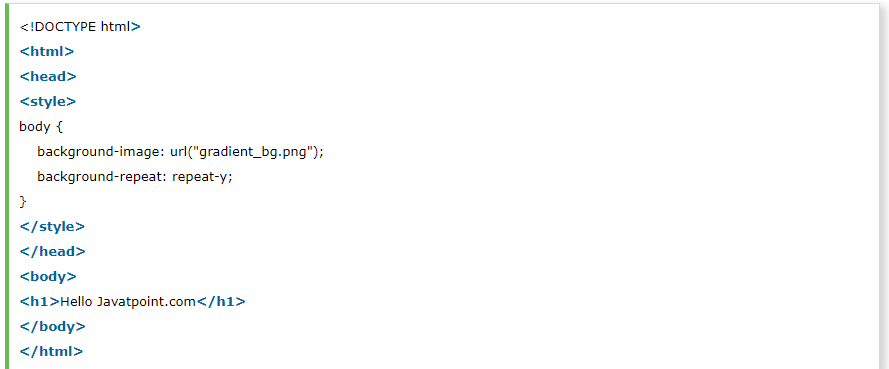 <!DOCTYPE html>
<html>
<head>
<style>
body {
background-image: url("gradient_bg.png");
background-repeat: repeat-y;
}
</style>
</head>
<body>
<h1>Hello Javatpoint.com</h1>
</body>
</html>